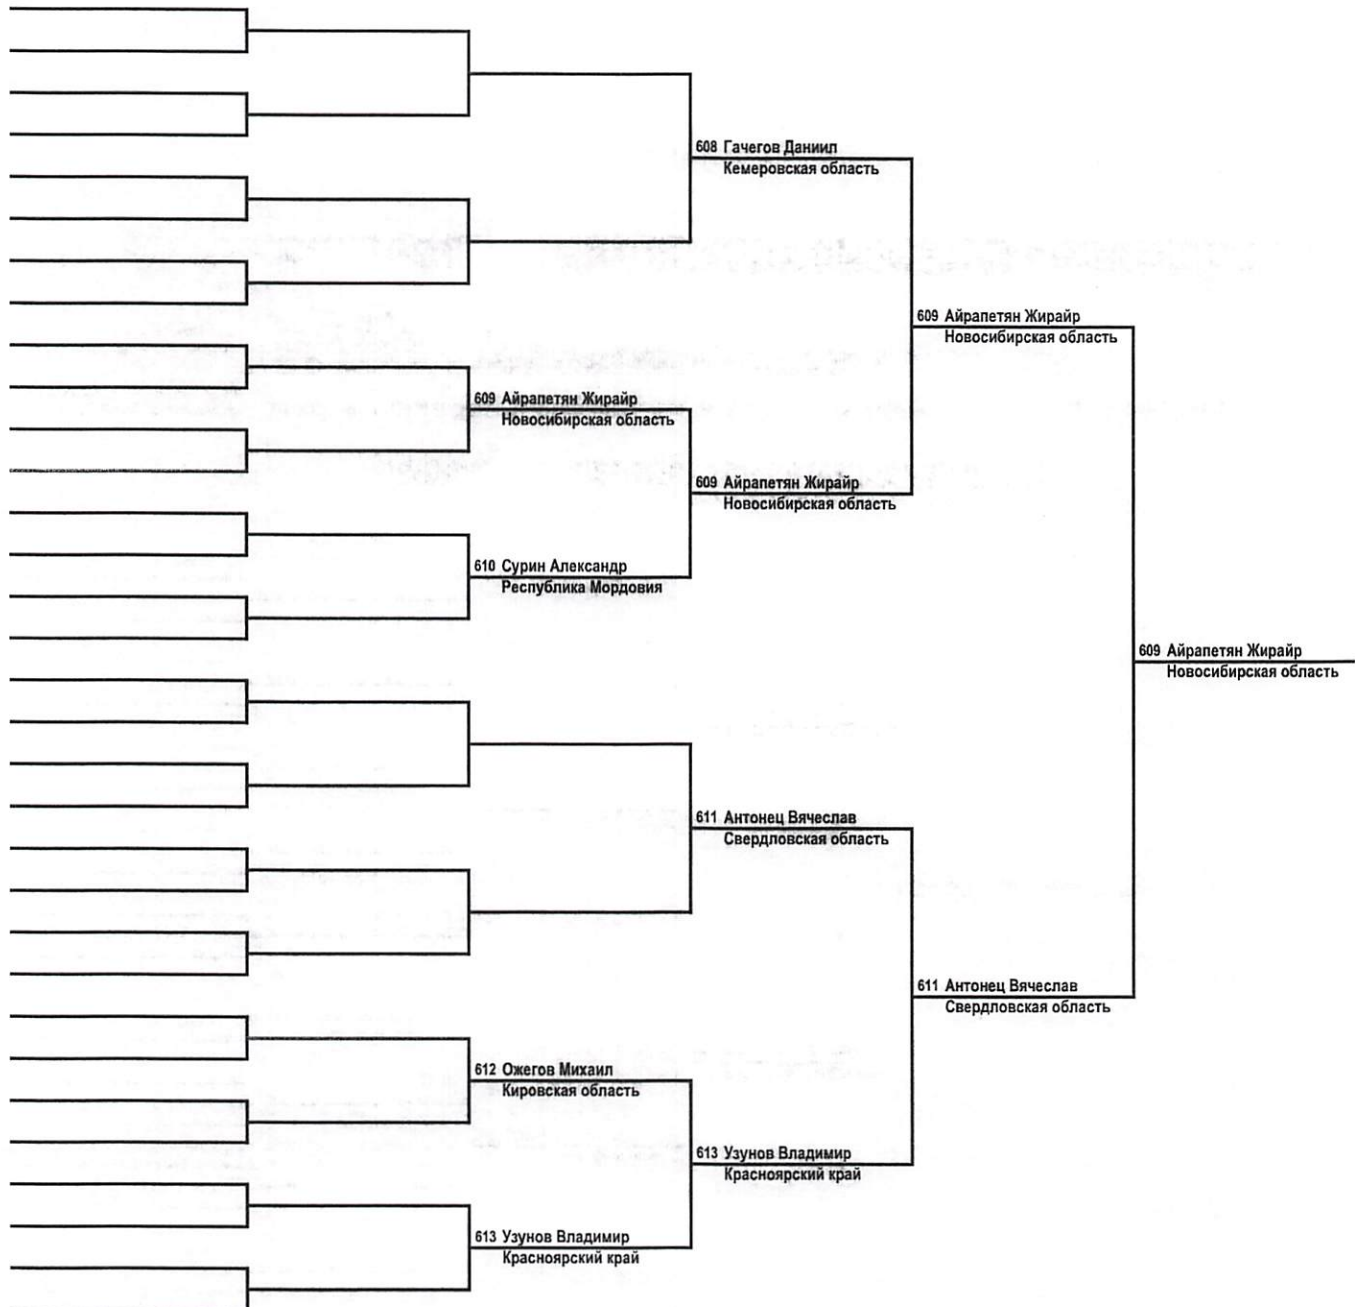 608 Гачегов Даниил
Кемеровская область
609 Айрапетян Жирайр
Новосибирская область
609 Айрапетян Жирайр
Новосибирская область
609 Айрапетян Жирайр
Новосибирская область
610 Сурин Александр
Республика Мордовия
609 Айрапетян Жирайр
Новосибирская область
611 Антонец Вячеслав
Свердловская область
611 Антонец Вячеслав
Свердловская область
612 Ожегов Михаил
Кировская область
613 Узунов Владимир
Красноярский край
613 Узунов Владимир
Красноярский край